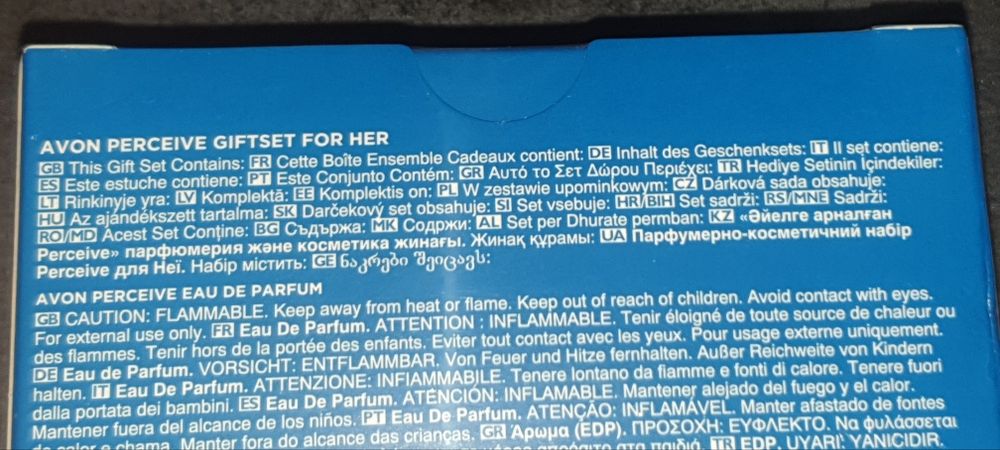 AVON PERCEIVE GIFTSET FOR HER
GB This Gift Set Contains: FR Cette Boîte Ensemble Cadeaux contient: DE Inhalt des Geschenksets: IT Il set contiene:
ES Este estuche contiene: PT Este Conjunto Contém: GR Αυτό το Σετ Δώρου Περιέχει: TR Hediye Setinin İçindekiler:
LT Rinkinyje yra: LV Komplektā: EE Komplektis on: PL W zestawie upominkowym: CZ Dárková sada obsahuje:
HU Az ajándékszett tartalma: SK Darčekový set obsahuje: SI Set vsebuje: HR/BIH Set sadrži: RS/MNE Sadrži:
RO/MD Acest Set Conține: BG Съдържа: MK Содржи: AL Set per Dhurate permban: KZ «Әйелге арналған
Perceive» парфюмерия және косметика жинағы. Жинақ құрамы: UA Парфумерно-косметичний набір
Perceive для Неї. Набір містить: GE ნაკრები შეიცავს:
AVON PERCEIVE EAU DE PARFUM
GB CAUTION: FLAMMABLE. Keep away from heat or flame. Keep out of reach of children. Avoid contact with eyes.
For external use only. FR Eau De Parfum. ATTENTION : INFLAMMABLE. Tenir éloigné de toute source de chaleur ou
des flammes. Tenir hors de la portée des enfants. Eviter tout contact avec les yeux. Pour usage externe uniquement.
DE Eau de Parfum. VORSICHT: ENTFLAMMBAR. Von Feuer und Hitze fernhalten. Außer Reichweite von Kindern
halten. IT Eau De Parfum. ATTENZIONE: INFIAMMABILE. Tenere lontano da fiamme e fonti di calore. Tenere fuori
dalla portata dei bambini. ES Eau De Parfum. ATENCIÓN: INFLAMABLE. Mantener alejado del fuego y el calor.
Mantener fuera del alcance de los niños. PT Eau De Parfum. ATENÇÃO: INFLAMÁVEL. Manter afastado de fontes
de calor e chama. Manter fora do alcance das crianças. GR Άρωμα (EDP). ΠΡΟΣΟΧΗ: ΕΥΦΛΕΚΤΟ. Να φυλάσσεται
απρόσιτο στα παιδιά. TR EDP. UYARI: YANICIDIR.